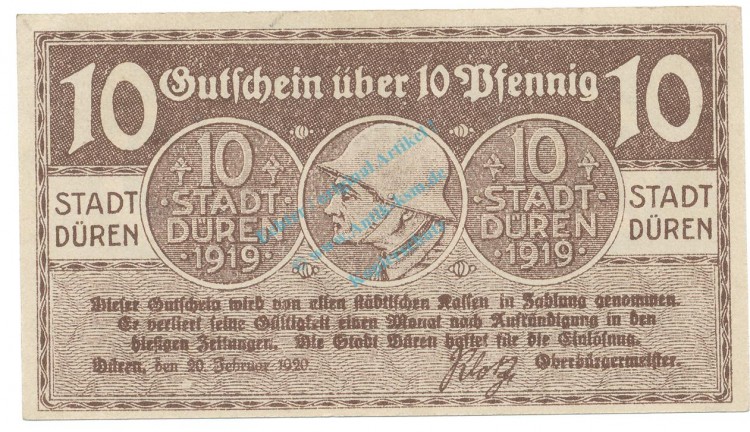 10 Gutschein über 10 Pfennig 10
10
STADT
DÜREN
1919
10
STADT
DÜREN
1919
STADT
DÜREN
STADT
DÜREN
Dieser Gutschein wird von allen städtischen Kassen in Zahlung genommen.
Er verliert seine Gültigkeit einen Monat nach Aufkündigung in den
hiesigen Zeitungen. Die Stadt Düren haftet für die Einlösung.
Düren, den 20. Februar 1920. Klotz Oberbürgermeister.